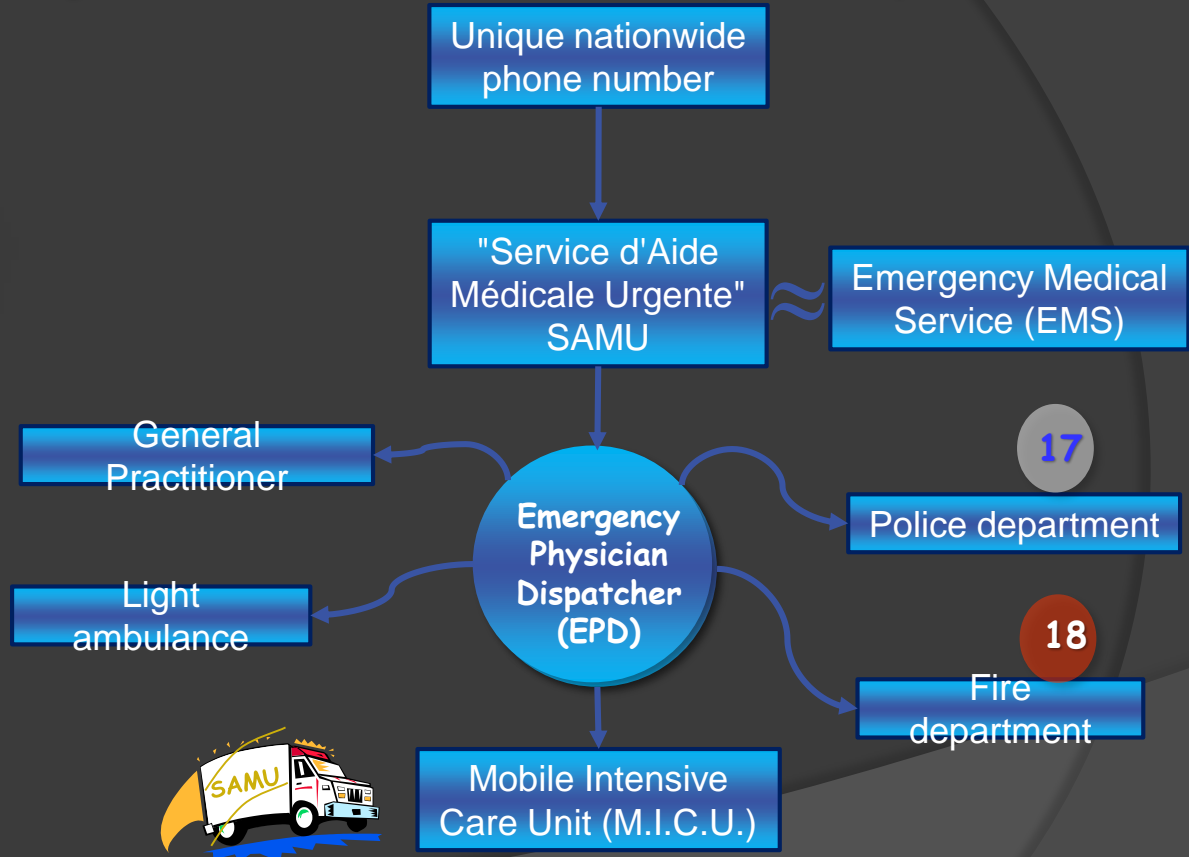 Unique nationwide
phone number
"Service d'Aide
Médicale Urgente"
SAMU
≈
Emergency Medical
Service (EMS)
General
Practitioner
Emergency
Physician
Dispatcher
(EPD)
17
Police department
Light
ambulance
18
Fire
department
SAMU
Mobile Intensive
Care Unit (M.I.C.U.)